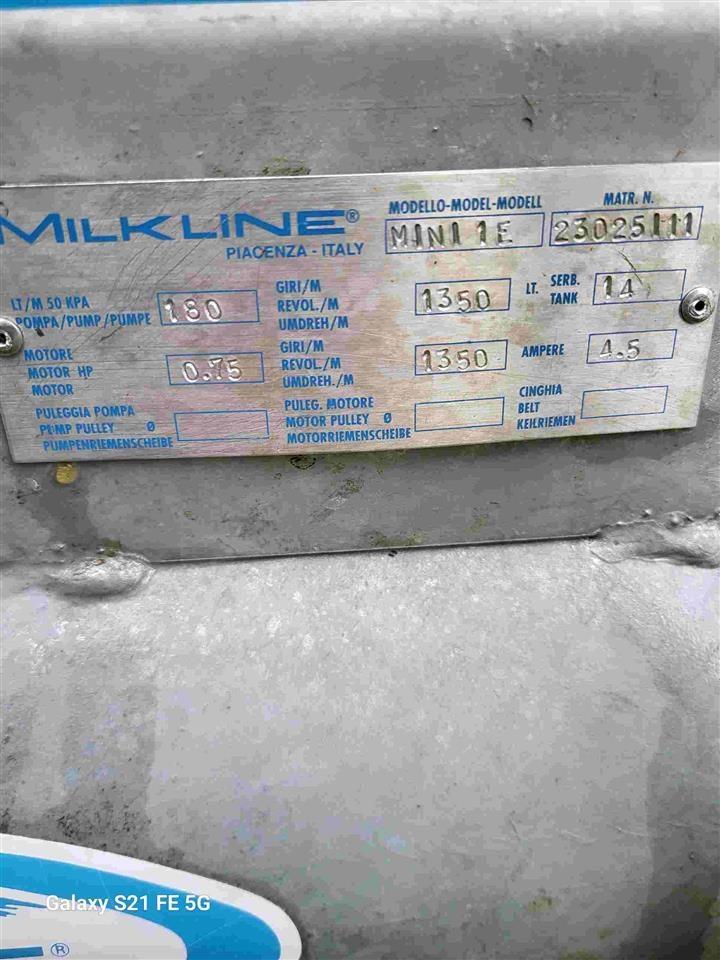 MILKLINE®
PIACENZA - ITALY
MODELLO-MODEL-MODELL
MINI 1E
MATR. N.
23025111
LT/M 50 KPA
POMPA/PUMP/PUMPE
180
GIRI/M
REVOL./M
UMDREH/M
1350
LT. SERB.
TANK
14
MOTORE
MOTOR HP
MOTOR
0.75
GIRI/M
REVOL./M
UMDREH./M
1350
AMPERE
4.5
PULEGGIA POMPA
PUMP PULLEY Ø
PUMPENRIEMENSCHEIBE
PULEG. MOTORE
MOTOR PULLEY Ø
MOTORRIEMENSCHEIBE
CINGHIA
BELT
KEILRIEMEN
Galaxy S21 FE 5G
®